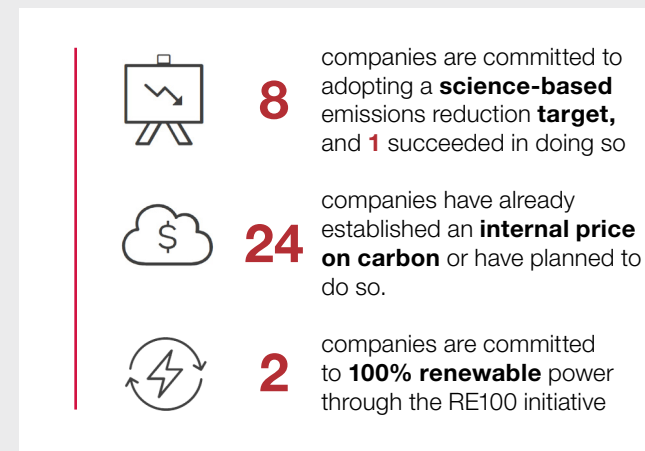 companies are committed to
8 adopting a science-based
emissions reduction target,
and 1 succeeded in doing so
companies have already
$ 24 established an internal price
on carbon or have planned to
do so.
companies are committed
2 to 100% renewable power
through the RE100 initiative